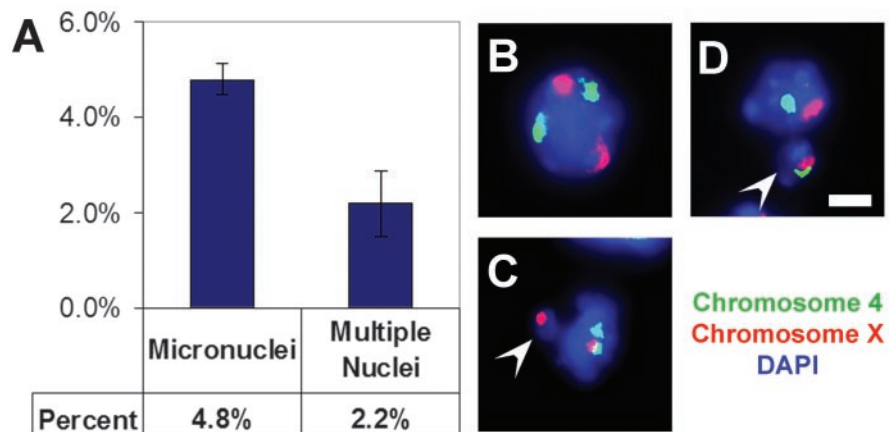 A
6.0%
4.0%
2.0%
0.0%
Micronuclei
Multiple
Nuclei
Percent
4.8%
2.2%
B
C
D
Chromosome 4
Chromosome X
DAPI